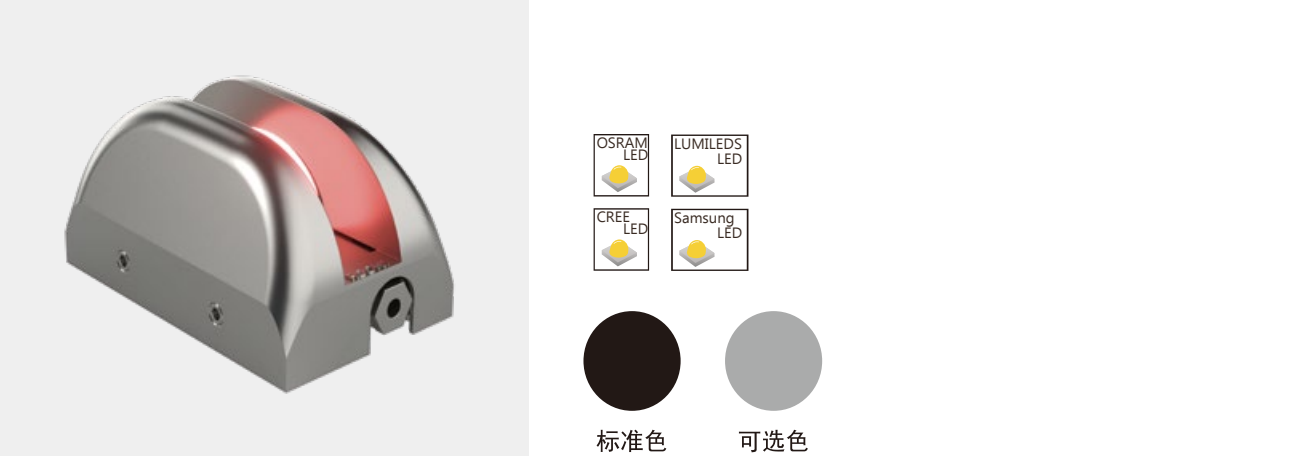 OSRAM
LED
LUMILEDS
LED
CREE
LED
Samsung
LED
标准色
可选色